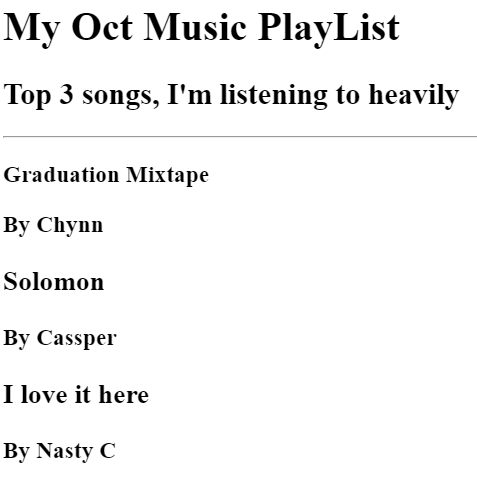 My Oct Music PlayList
Top 3 songs, I'm listening to heavily
Graduation Mixtape
By Chynn
Solomon
By Cassper
I love it here
By Nasty C